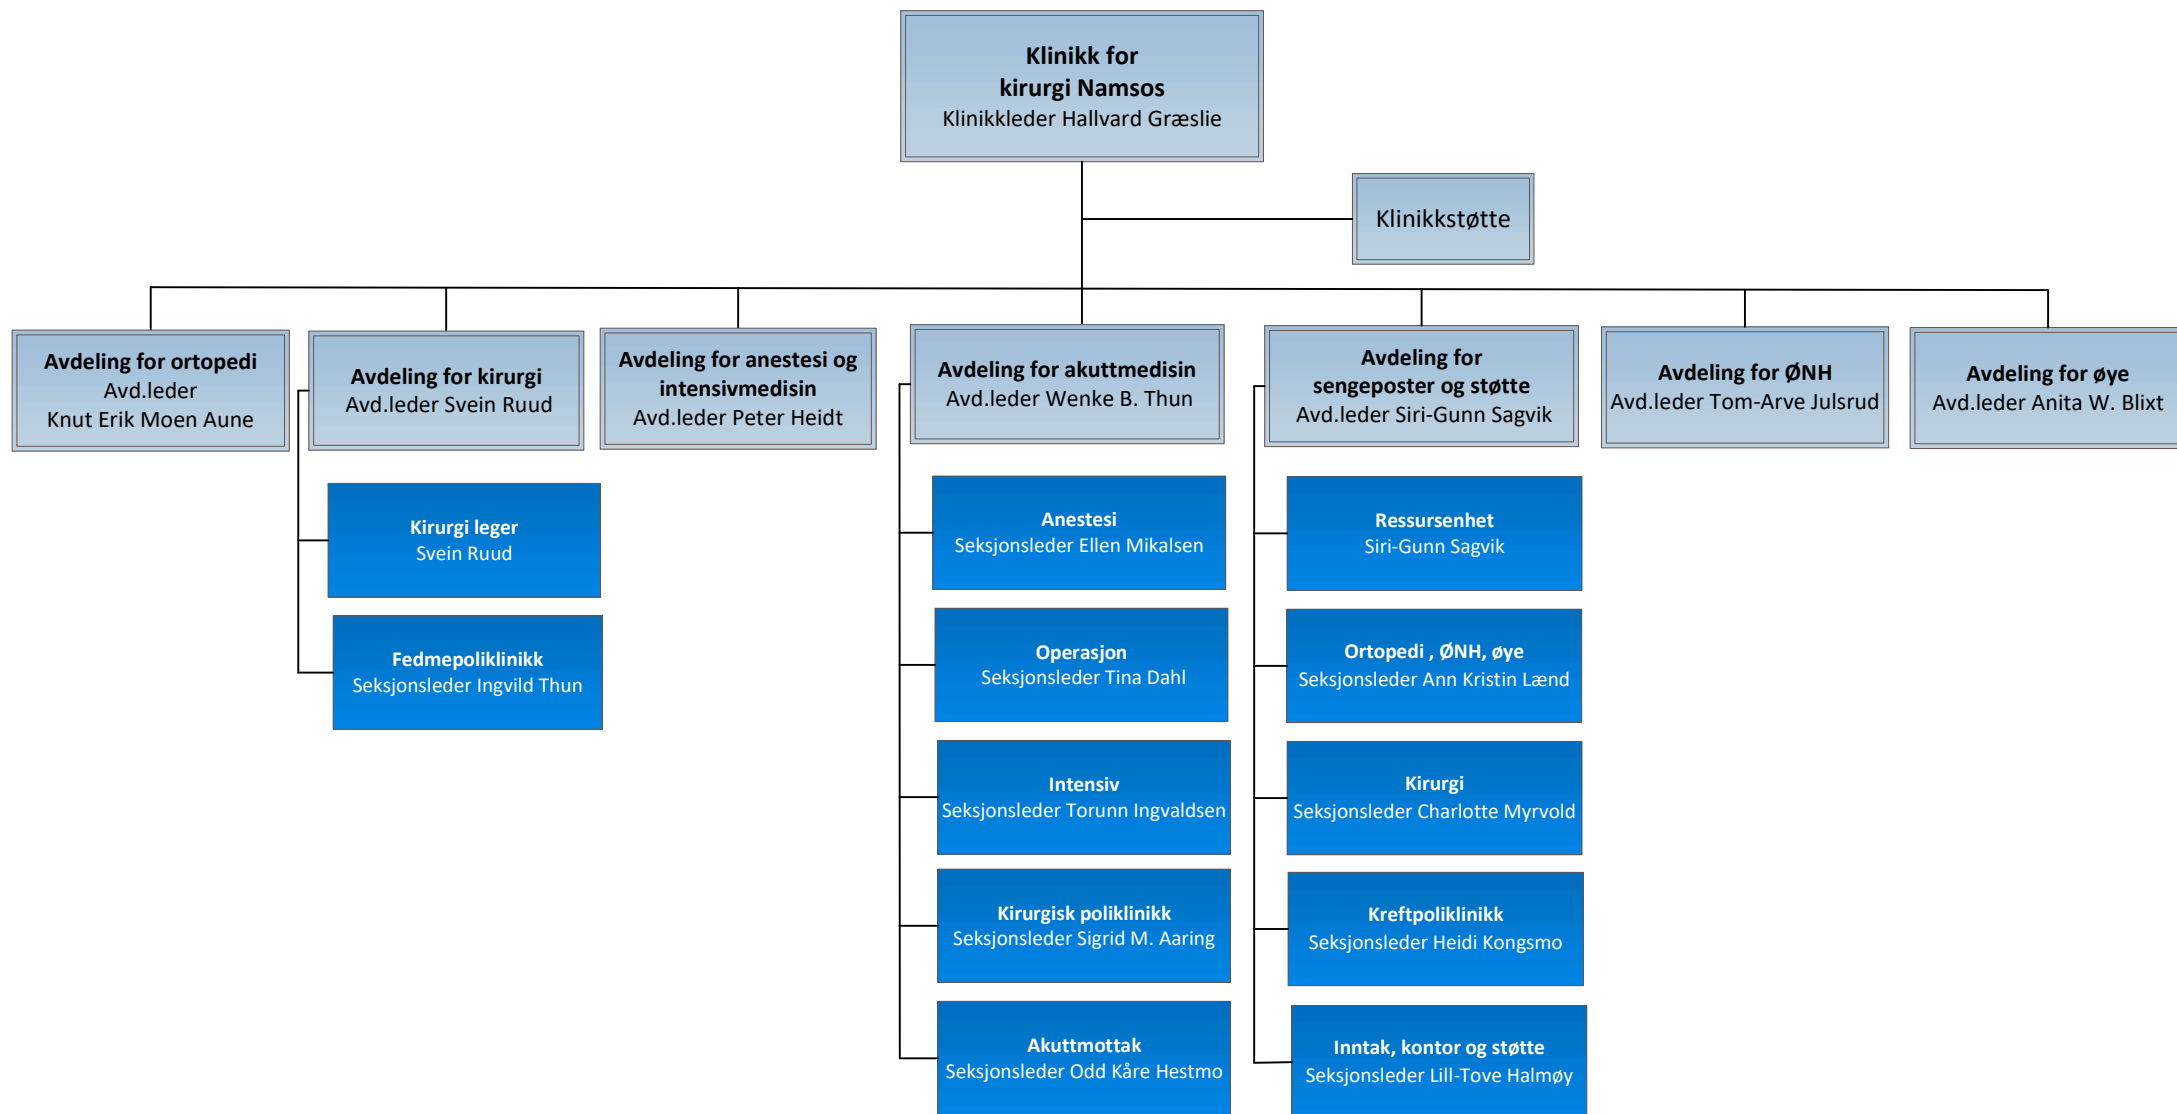 Klinikk for
kirurgi Namsos
Klinikkleder Hallvard Græslie
Klinikkstøtte
Avdeling for ortopedi
Avd.leder
Knut Erik Moen Aune
Avdeling for kirurgi
Avd.leder Svein Ruud
Avdeling for anestesi og
intensivmedisin
Avd.leder Peter Heidt
Avdeling for akuttmedisin
Avd.leder Wenke B. Thun
Avdeling for
sengeposter og støtte
Avd.leder Siri-Gunn Sagvik
Avdeling for ØNH
Avd.leder Tom-Arve Julsrud
Avdeling for øye
Avd.leder Anita W. Blixt
Kirurgi leger
Svein Ruud
Fedmepoliklinikk
Seksjonsleder Ingvild Thun
Anestesi
Seksjonsleder Ellen Mikalsen
Operasjon
Seksjonsleder Tina Dahl
Intensiv
Seksjonsleder Torunn Ingvaldsen
Kirurgisk poliklinikk
Seksjonsleder Sigrid M. Aaring
Akuttmottak
Seksjonsleder Odd Kåre Hestmo
Ressursenhet
Siri-Gunn Sagvik
Ortopedi , ØNH, øye
Seksjonsleder Ann Kristin Lænd
Kirurgi
Seksjonsleder Charlotte Myrvold
Kreftpoliklinikk
Seksjonsleder Heidi Kongsmo
Inntak, kontor og støtte
Seksjonsleder Lill-Tove Halmøy